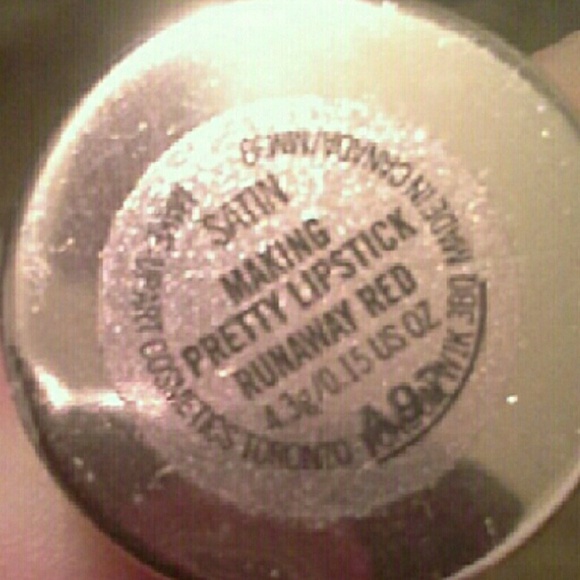 SATIN
MAKING
PRETTY LIPSTICK
RUNAWAY RED
4.3g/0.15 US OZ
MAKE-UP ART COSMETICS TORONTO
MADE IN CANADA/